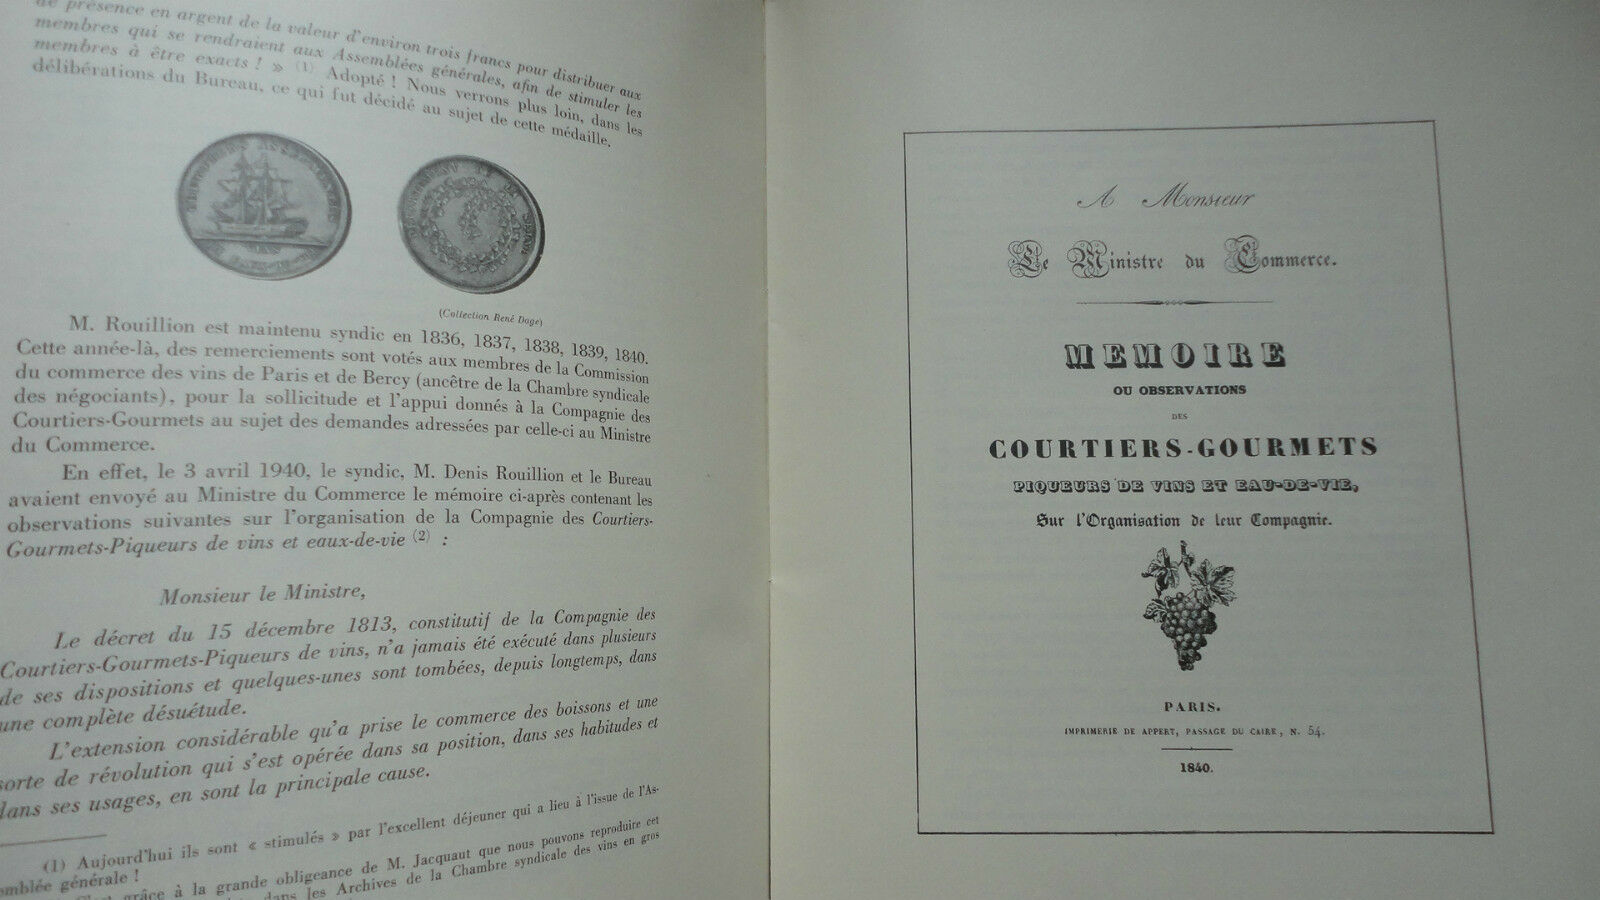 de présence en argent de la valeur d'environ trois francs pour distribuer aux
membres qui se rendraient aux Assemblées générales, afin de stimuler les
membres à être exacts ! » (1) Adopté ! Nous verrons plus loin, dans les
délibérations du Bureau, ce qui fut décidé au sujet de cette médaille.
(Collection René Doge)
M. Rouillion est maintenu syndic en 1836, 1837, 1838, 1839, 1840.
Cette année-là, des remerciements sont votés aux membres de la Commission
du commerce des vins de Paris et de Bercy (ancêtre de la Chambre syndicale
des négociants), pour la sollicitude et l'appui donnés à la Compagnie des
Courtiers-Gourmets au sujet des demandes adressées par celle-ci au Ministre
du Commerce.
En effet, le 3 avril 1940, le syndic, M. Denis Rouillion et le Bureau
avaient envoyé au Ministre du Commerce le mémoire ci-après contenant les
observations suivantes sur l'organisation de la Compagnie des Courtiers-
Gourmets-Piqueurs de vins et eaux-de-vie (2) :
Monsieur le Ministre,
Le décret du 15 décembre 1813, constitutif de la Compagnie des
Courtiers-Gourmets-Piqueurs de vins, n'a jamais été exécuté dans plusieurs
de ses dispositions et quelques-unes sont tombées, depuis longtemps, dans
une complète désuétude.
L'extension considérable qu'a prise le commerce des boissons et une
sorte de révolution qui s'est opérée dans sa position, dans ses habitudes et
dans ses usages, en sont la principale cause.
(1) Aujourd'hui ils sont « stimulés » par l'excellent déjeuner qui a lieu à l'issue de l'As-
emblée générale !
grâce à la grande obligeance de M. Jacquaut que nous pouvons reproduire cet
dans les Archives de la Chambre syndicale des vins en gros
A Monsieur
Le Ministre du Commerce.
MEMOIRE
OU OBSERVATIONS
DES
COURTIERS-GOURMETS
PIQUEURS DE VINS ET EAU-DE-VIE,
Sur l'Organisation de leur Compagnie.
PARIS.
IMPRIMERIE DE APPERT, PASSAGE DU CAIRE, N. 54.
1840.